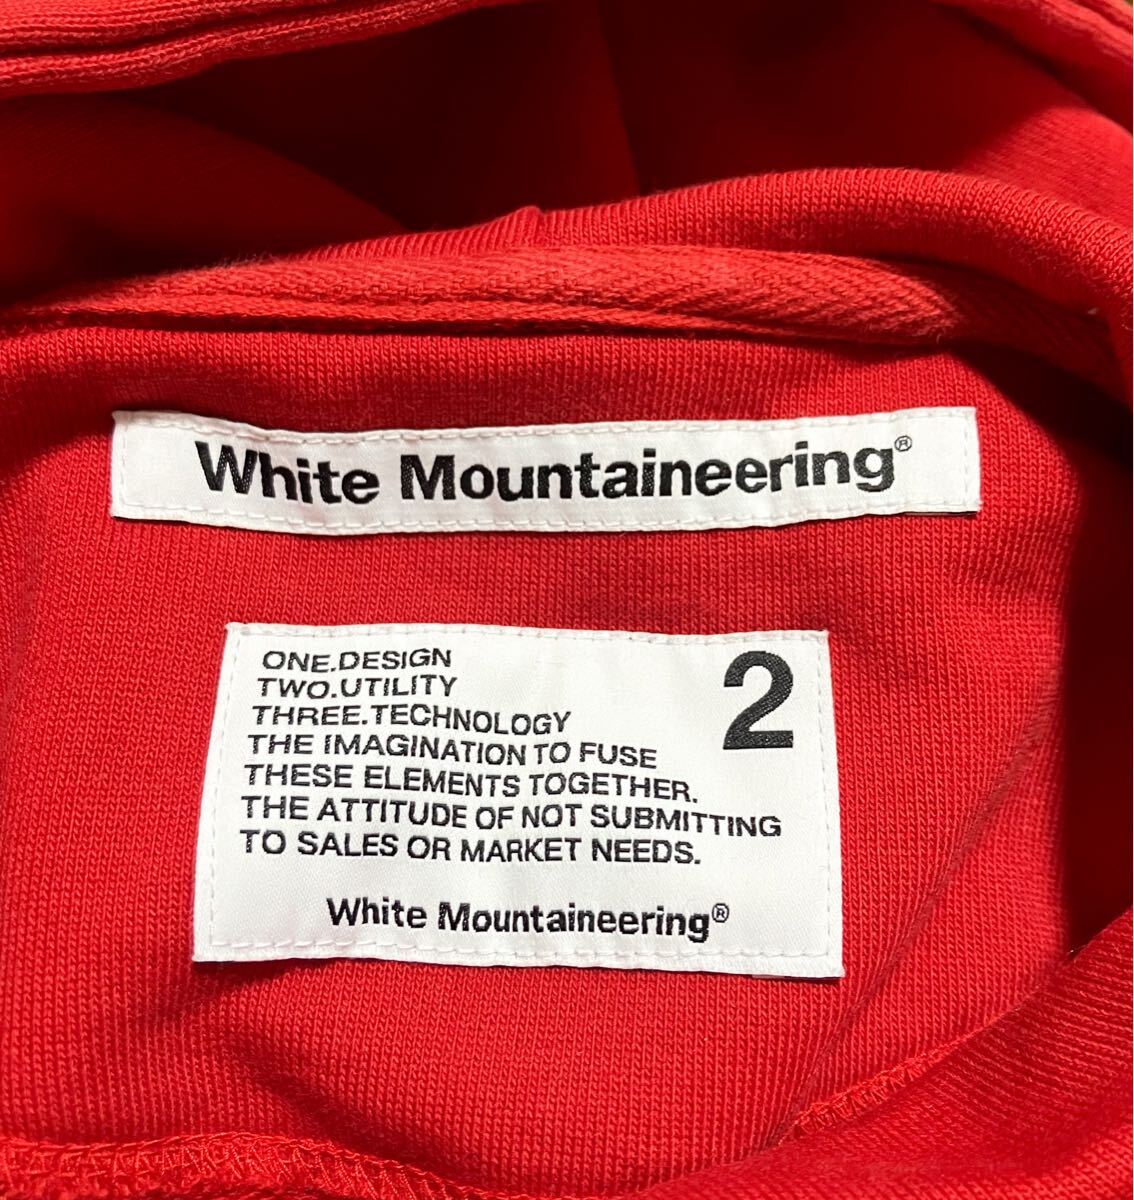 White Mountaineering®
ONE.DESIGN
TWO.UTILITY
THREE.TECHNOLOGY
THE IMAGINATION TO FUSE
THESE ELEMENTS TOGETHER.
THE ATTITUDE OF NOT SUBMITTING
TO SALES OR MARKET NEEDS.
2
White Mountaineering®